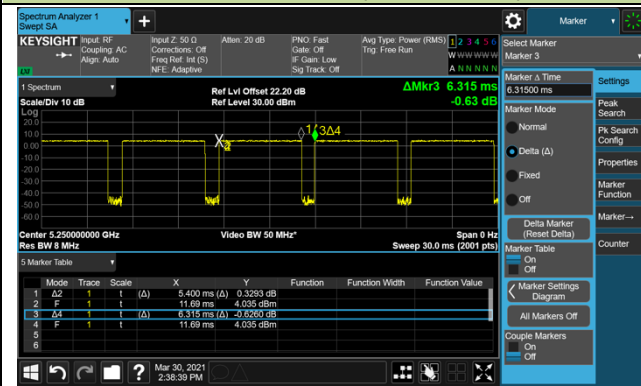 Spectrum Analyzer 1
Swept SA
+
Marker
KEYSIGHT
Input: RF
Coupling: AC
Align: Auto
Input Z: 50 Ω
Corrections: Off
Freq Ref: Int (S)
NFE: Adaptive
Atten: 20 dB
PNO: Fast
Gate: Off
IF Gain: Low
Sig Track: Off
Avg Type: Power (RMS)
Trig: Free Run
1 2 3 4 5 6
W W W W W W
A N N N N N
LXI
Select Marker
Marker 3
1 Spectrum
Scale/Div 10 dB
Ref Lvl Offset 22.20 dB
Ref Level 30.00 dBm
ΔMkr3 6.315 ms
-0.63 dB
Log
20.0
10.0
0.00
-10.0
-20.0
-30.0
-40.0
-50.0
-60.0
3Δ4
Center 5.250000000 GHz
Res BW 8 MHz
Video BW 50 MHz*
Span 0 Hz
Sweep 30.0 ms (2001 pts)
5 Marker Table
Mode Trace Scale X Y Function Function Width Function Value
1 Δ2 1 t (Δ) 5.400 ms (Δ) 0.3293 dB
2 F 1 t 11.69 ms 4.035 dBm
3 Δ4 1 t (Δ) 6.315 ms (Δ) -0.6260 dB
4 F 1 t 11.69 ms 4.035 dBm
5
6
Marker Δ Time
6.31500 ms
Marker Mode
Normal
Delta (Δ)
Fixed
Off
Delta Marker
(Reset Delta)
Marker Table
On
Off
Marker Settings
Diagram
All Markers Off
Couple Markers
On
Off
Settings
Peak
Search
Pk Search
Config
Properties
Marker
Function
Marker→
Counter
?
Mar 30, 2021
2:38:39 PM